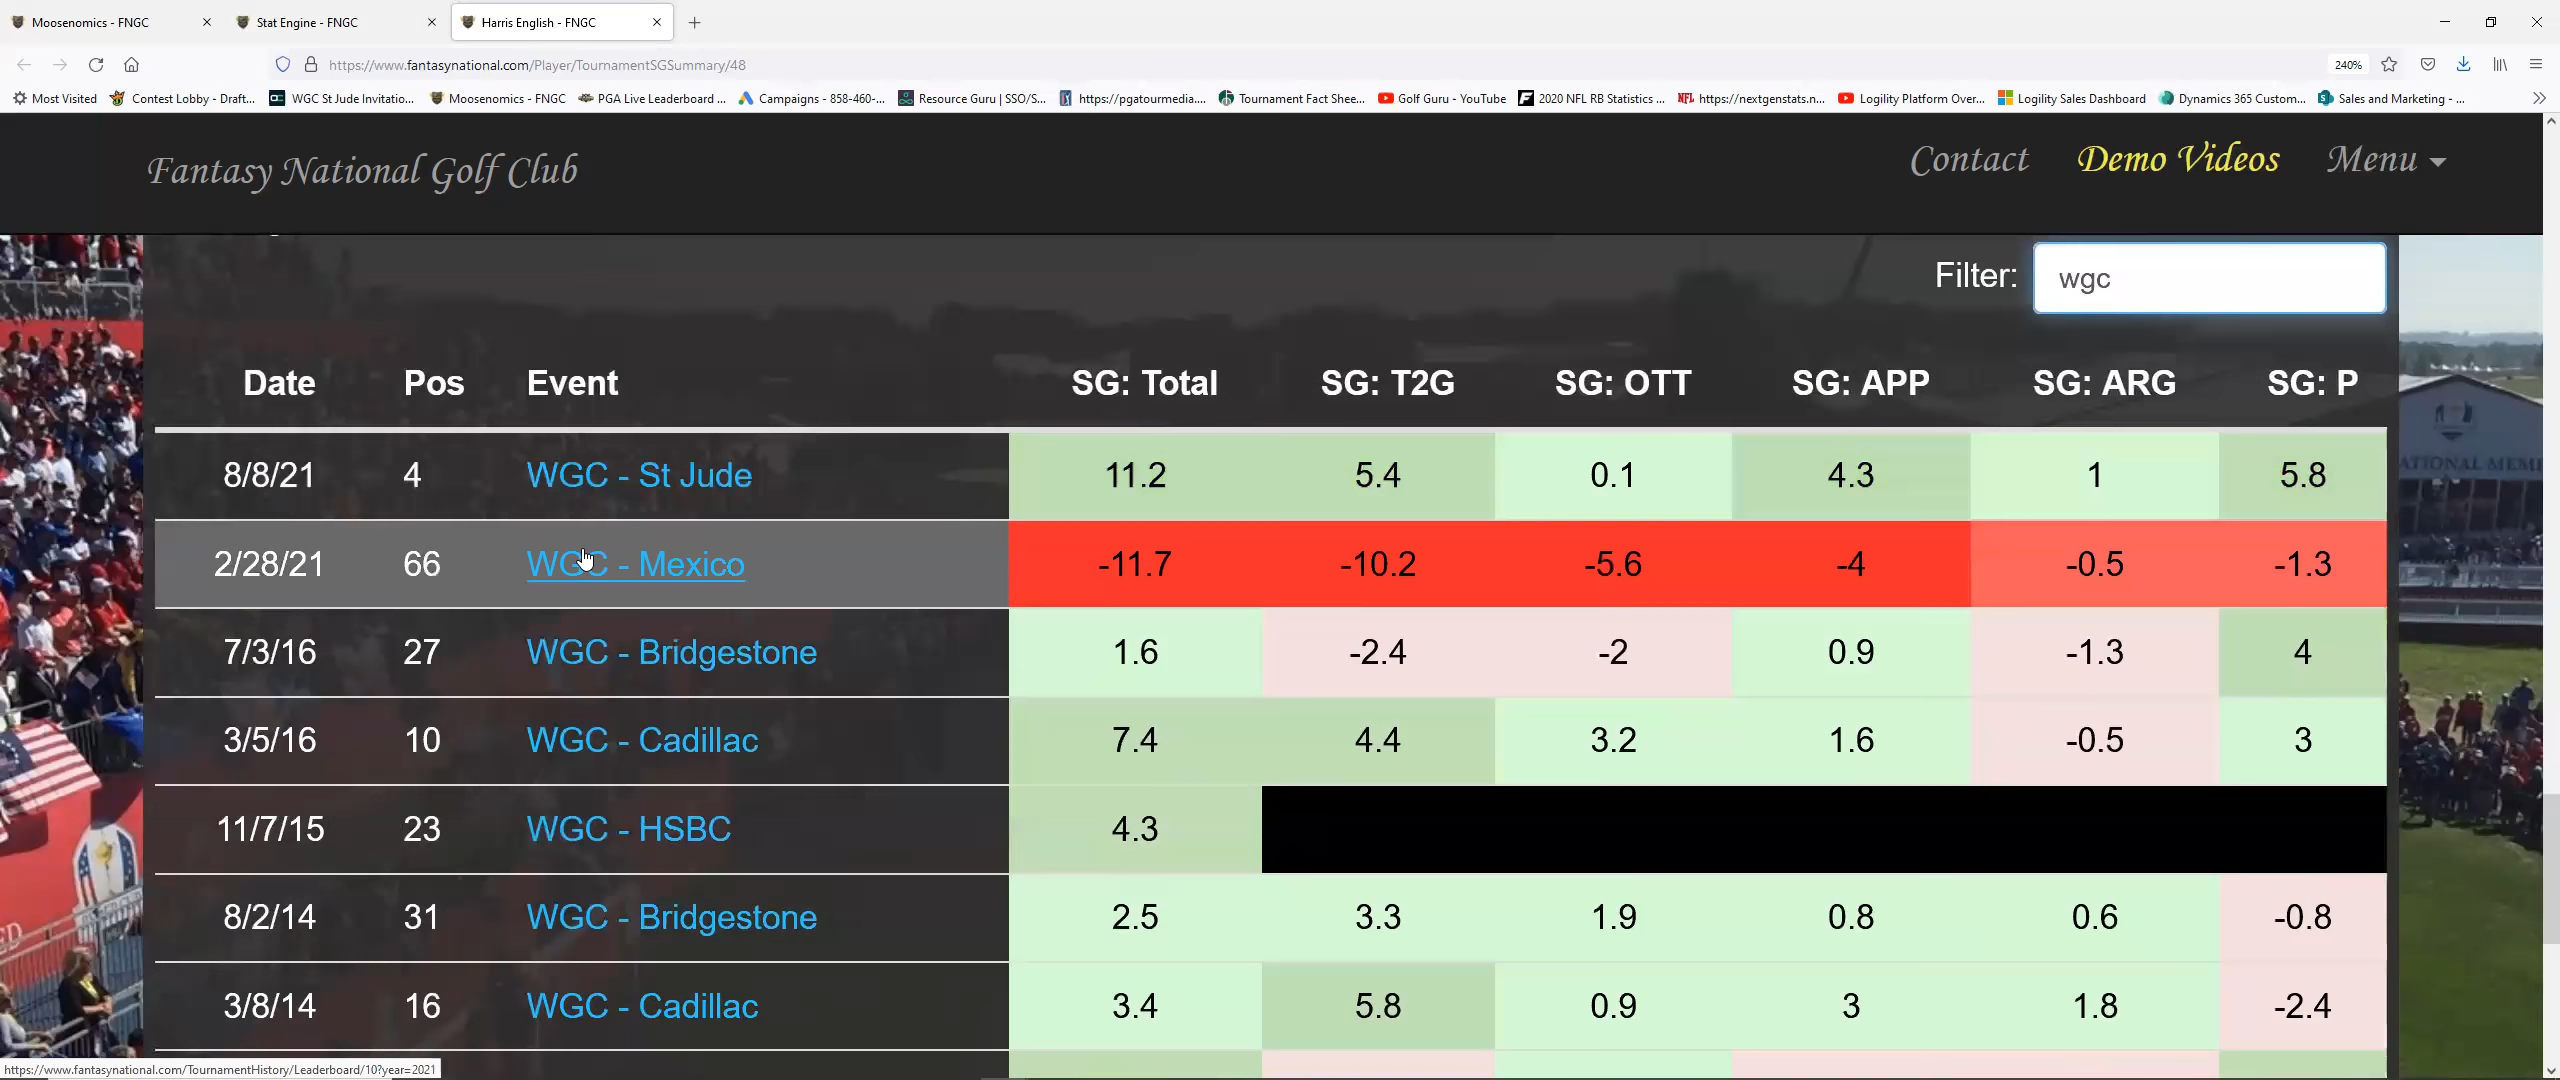 Moosenomics - FNGC
Stat Engine - FNGC
Harris English - FNGC
https://www.fantasynational.com/Player/TournamentSGSummary/48
240%
Most Visited
Contest Lobby - Draft...
WGC St Jude Invitatio...
Moosenomics - FNGC
PGA Live Leaderboard ...
Campaigns - 858-460-...
Resource Guru | SSO/S...
https://pgatourmedia....
Tournament Fact Shee...
Golf Guru - YouTube
2020 NFL RB Statistics ...
NFL https://nextgenstats.n...
Logility Platform Over...
Logility Sales Dashboard
Dynamics 365 Custom...
Sales and Marketing - ...
Fantasy National Golf Club
Contact Demo Videos Menu
Filter: wgc
Date Pos Event SG: Total SG: T2G SG: OTT SG: APP SG: ARG SG: P
8/8/21 4 WGC - St Jude 11.2 5.4 0.1 4.3 1 5.8
2/28/21 66 WGC - Mexico -11.7 -10.2 -5.6 -4 -0.5 -1.3
7/3/16 27 WGC - Bridgestone 1.6 -2.4 -2 0.9 -1.3 4
3/5/16 10 WGC - Cadillac 7.4 4.4 3.2 1.6 -0.5 3
11/7/15 23 WGC - HSBC 4.3
8/2/14 31 WGC - Bridgestone 2.5 3.3 1.9 0.8 0.6 -0.8
3/8/14 16 WGC - Cadillac 3.4 5.8 0.9 3 1.8 -2.4
https://www.fantasynational.com/TournamentHistory/Leaderboard/10?year=2021